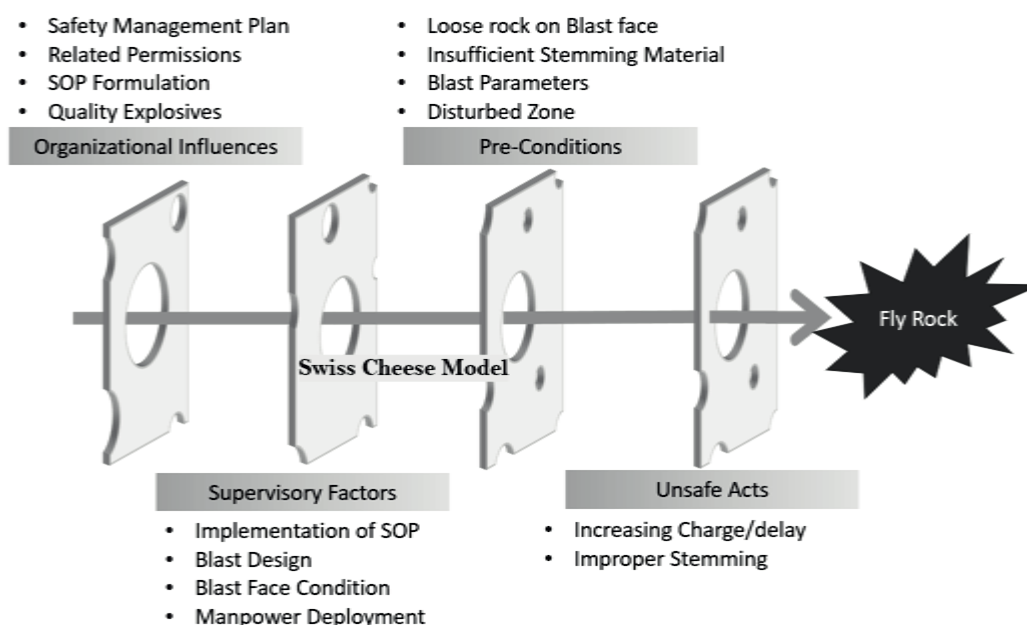 • Safety Management Plan
• Related Permissions
• SOP Formulation
• Quality Explosives
Organizational Influences
• Loose rock on Blast face
• Insufficient Stemming Material
• Blast Parameters
• Disturbed Zone
Pre-Conditions
Fly Rock
Swiss Cheese Model
Supervisory Factors
• Implementation of SOP
• Blast Design
• Blast Face Condition
• Manpower Deployment
Unsafe Acts
• Increasing Charge/delay
• Improper Stemming